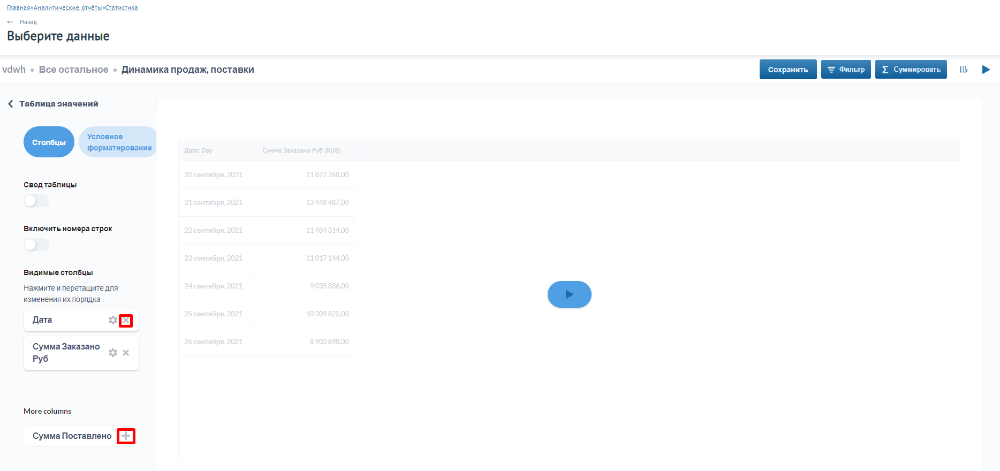 Главная»Аналитические отчёты»Статистика
← Назад
Выберите данные
vdwh • Все остальное • Динамика продаж, поставки
Сохранить
Фильтр
Σ Суммировать
Таблица значений
Столбцы
Условное
форматирование
Свод таблицы
Включить номера строк
Видимые столбцы
Нажмите и перетащите для
изменения их порядка
Дата
Сумма Заказано
Руб
More columns
Сумма Поставлено
Дата: Day
Сумма Заказано Руб (RUB)
20 сентября, 2021 11 872 768,00
21 сентября, 2021 13 448 487,00
22 сентября, 2021 11 484 314,00
23 сентября, 2021 11 017 144,00
24 сентября, 2021 9 035 886,00
25 сентября, 2021 10 309 825,00
26 сентября, 2021 8 903 698,00